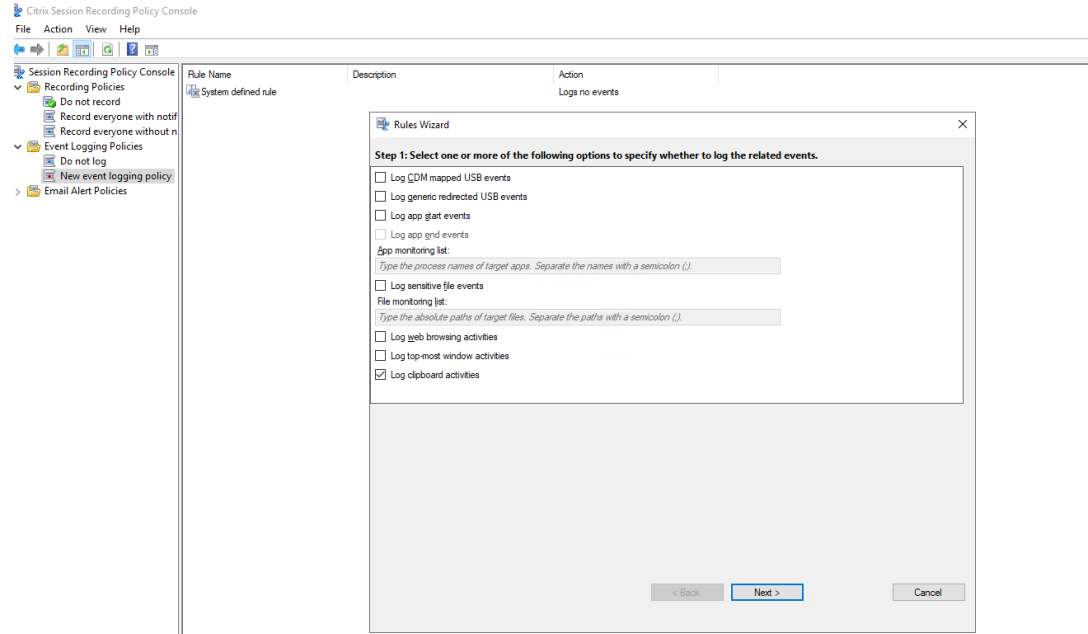 Citrix Session Recording Policy Console
File Action View Help
Session Recording Policy Console
Recording Policies
Do not record
Record everyone with notif
Record everyone without n
Event Logging Policies
Do not log
New event logging policy
Email Alert Policies
Rule Name Description Action
System defined rule Logs no events
Rules Wizard
Step 1: Select one or more of the following options to specify whether to log the related events.
Log CDM mapped USB events
Log generic redirected USB events
Log app start events
Log app end events
App monitoring list:
Type the process names of target apps. Separate the names with a semicolon (;).
Log sensitive file events
File monitoring list:
Type the absolute paths of target files. Separate the paths with a semicolon (;).
Log web browsing activities
Log top-most window activities
Log clipboard activities
< Back Next > Cancel